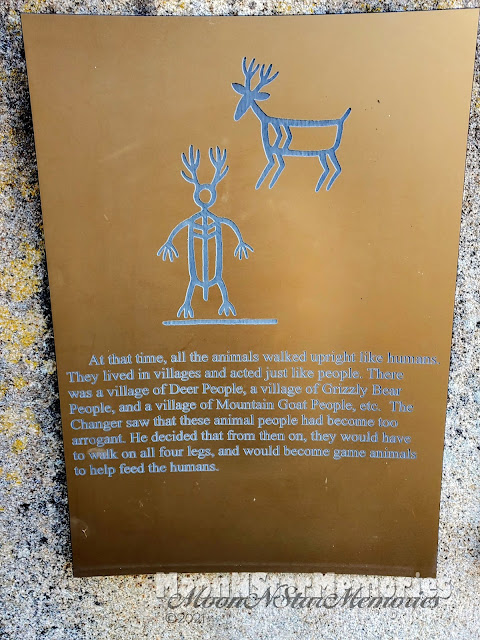 At that time, all the animals walked upright like humans.
They lived in villages and acted just like people. There
was a village of Deer People, a village of Grizzly Bear
People, and a village of Mountain Goat People, etc. The
Changer saw that these animal people had become too
arrogant. He decided that from then on, they would have
to walk on all four legs, and would become game animals
to help feed the humans.
MoonNStarMemories
©2021